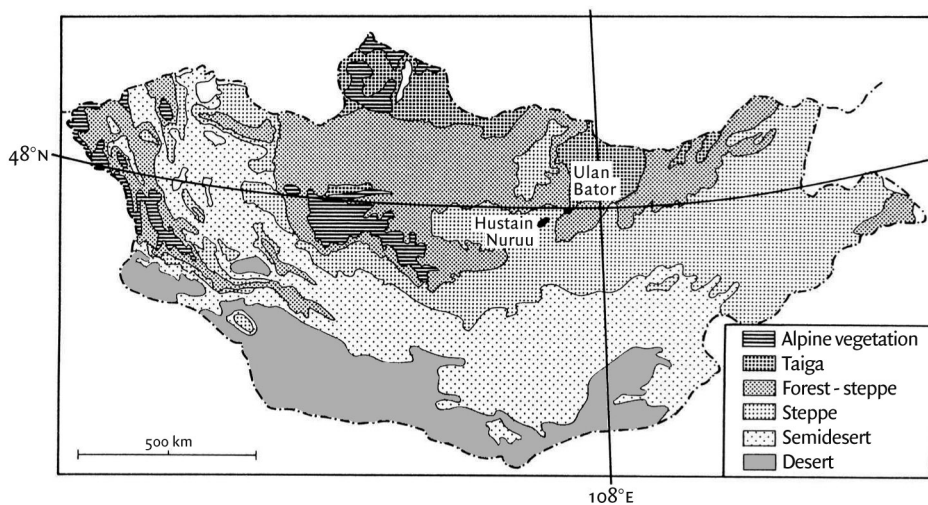 48°N
Ulan
Bator
Hustain
Nuruu
Alpine vegetation
Taiga
Forest - steppe
Steppe
Semidesert
Desert
500 km
108°E